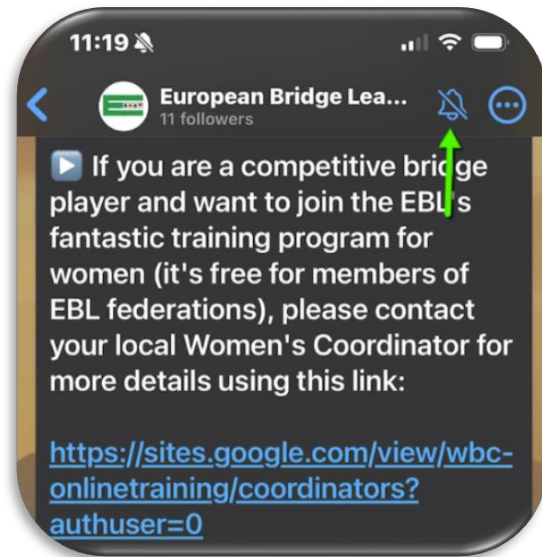 11:19
European Bridge Lea...
11 followers
If you are a competitive bridge
player and want to join the EBL's
fantastic training program for
women (it's free for members of
EBL federations), please contact
your local Women's Coordinator for
more details using this link:
https://sites.google.com/view/wbc-
onlinetraining/coordinators?
authuser=0